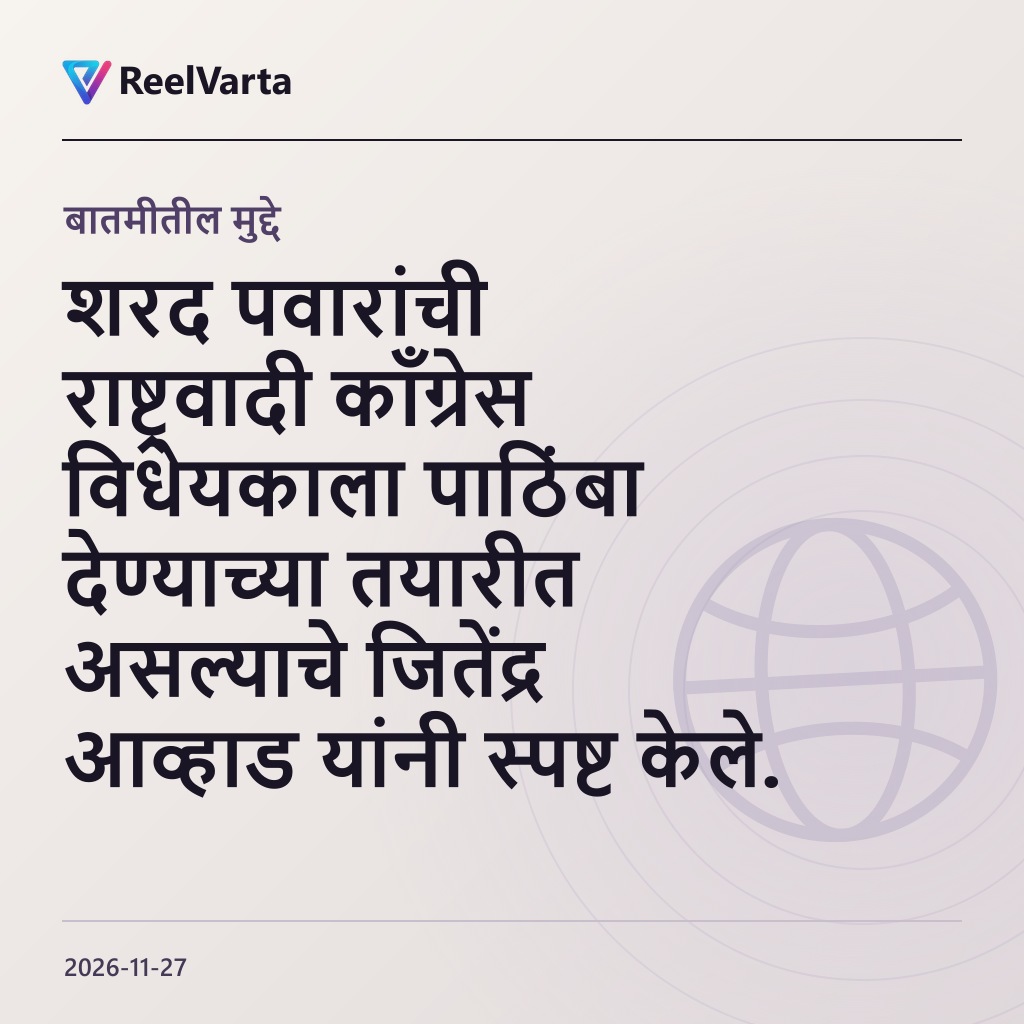 ReelVarta
बातमीतील मुद्दे
शरद पवारांची
राष्ट्रवादी काँग्रेस
विधेयकाला पाठिंबा
देण्याच्या तयारीत
असल्याचे जितेंद्र
आव्हाड यांनी स्पष्ट केले.
2026-11-27